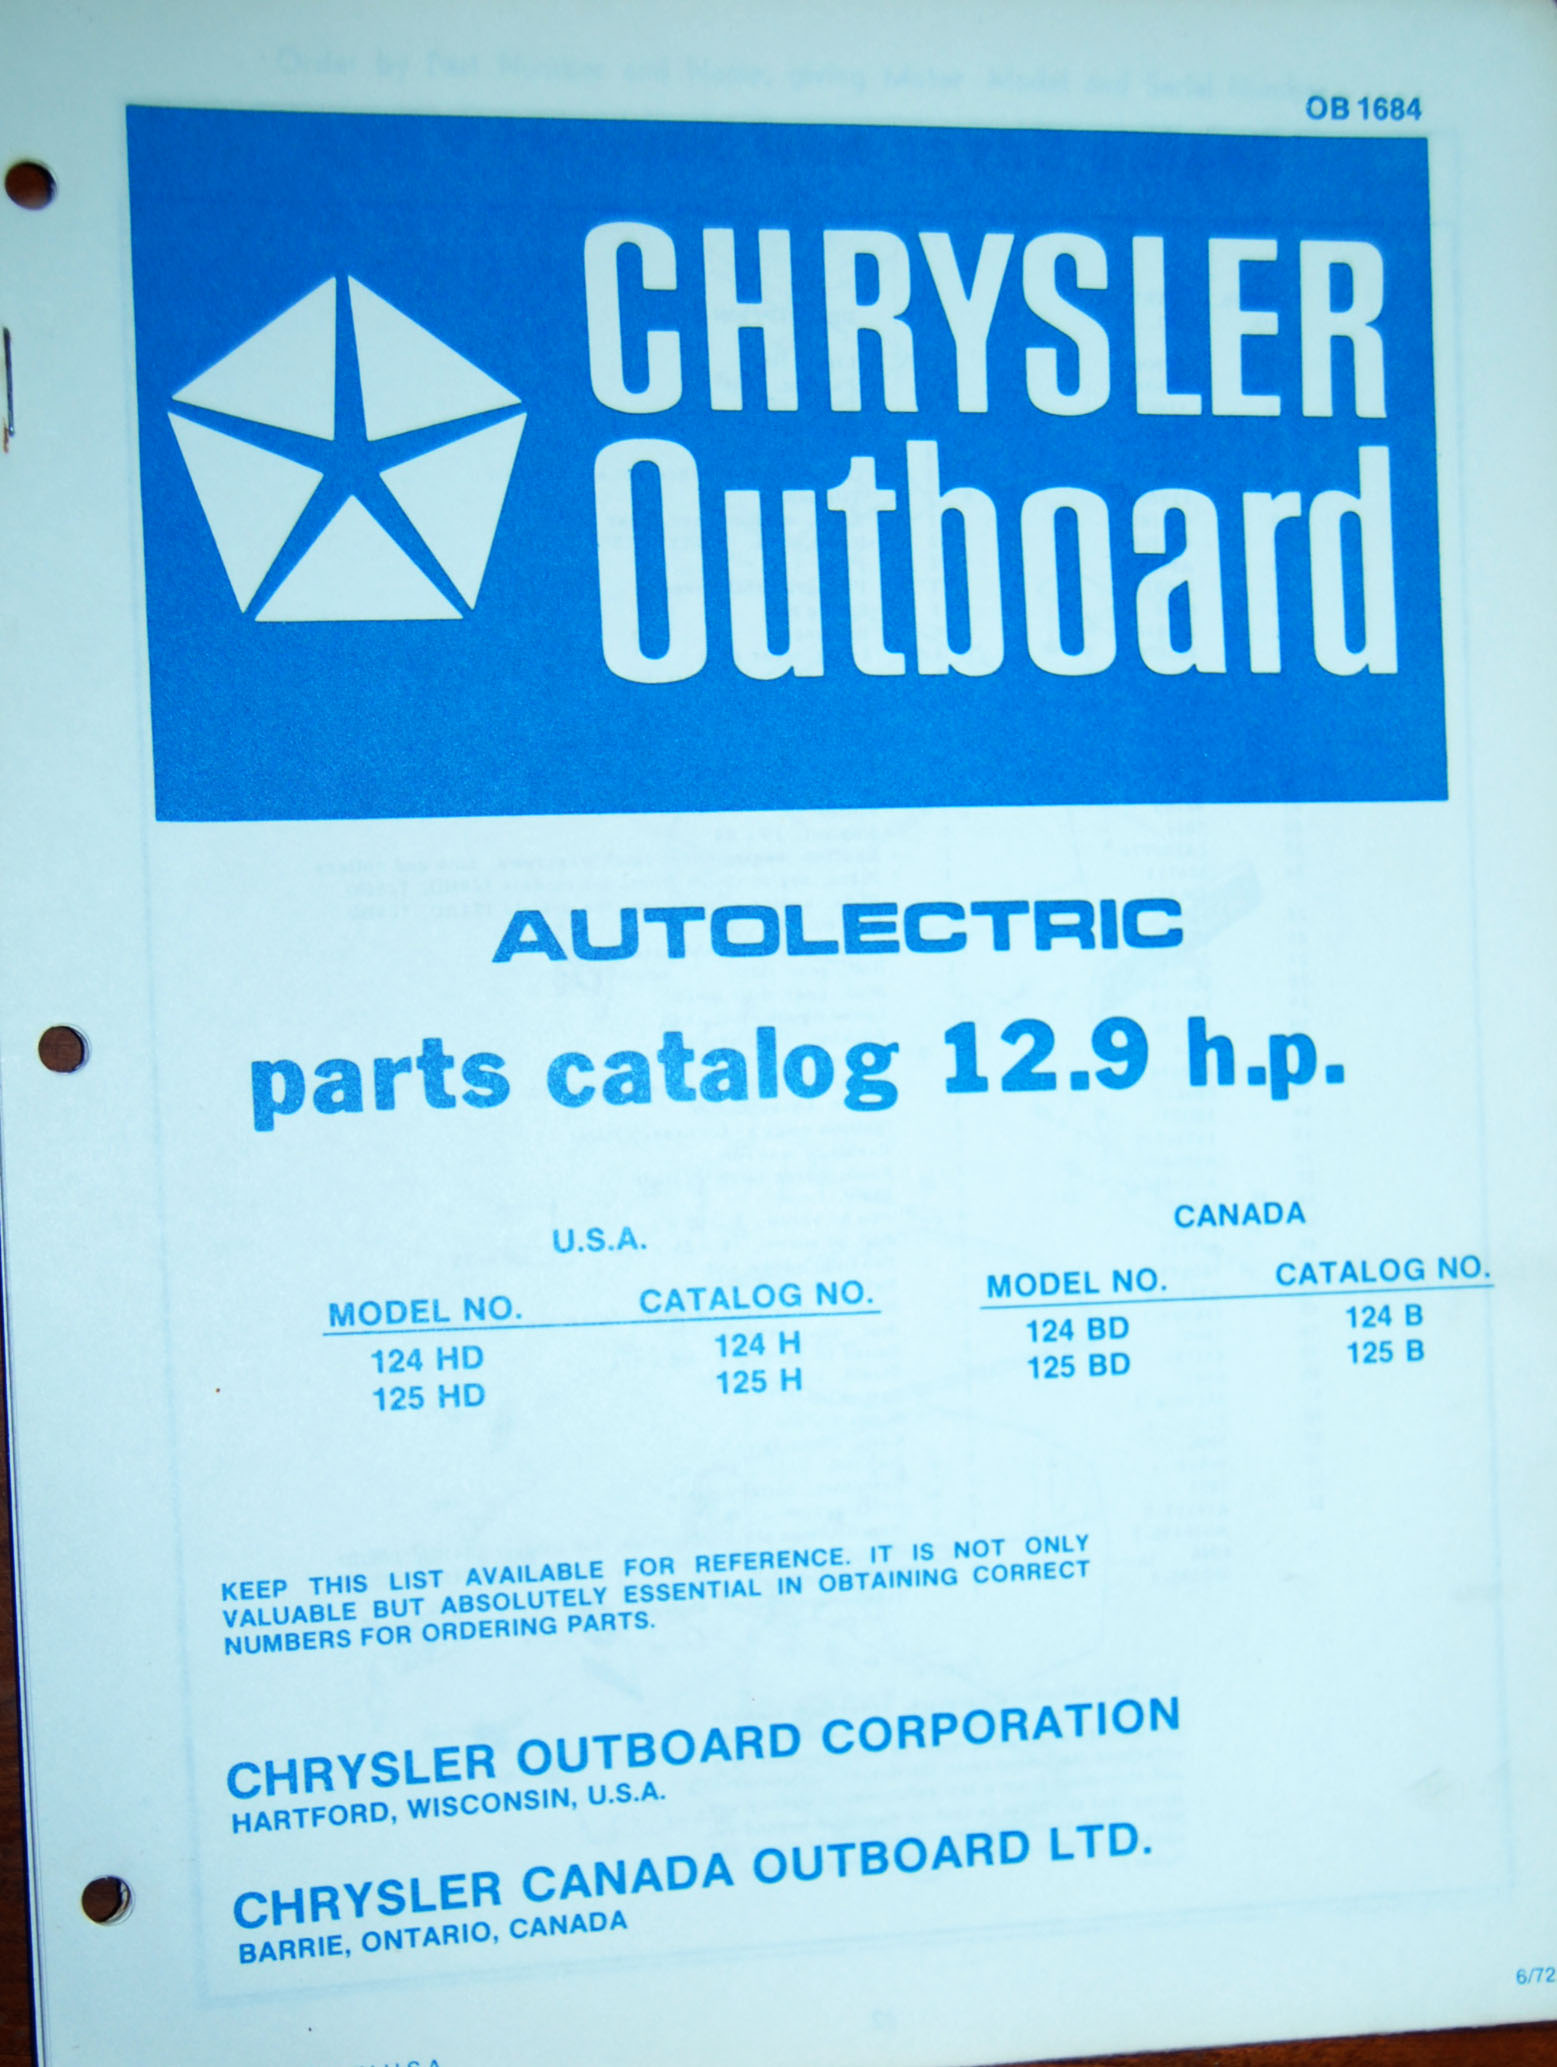 OB 1684
CHRYSLER
Outboard
AUTOLECTRIC
parts catalog 12.9 h.p.
U.S.A.
MODEL NO. CATALOG NO.
124 HD 124 H
125 HD 125 H
CANADA
MODEL NO. CATALOG NO.
124 BD 124 B
125 BD 125 B
KEEP THIS LIST AVAILABLE FOR REFERENCE. IT IS NOT ONLY
VALUABLE BUT ABSOLUTELY ESSENTIAL IN OBTAINING CORRECT
NUMBERS FOR ORDERING PARTS.
CHRYSLER OUTBOARD CORPORATION
HARTFORD, WISCONSIN, U.S.A.
CHRYSLER CANADA OUTBOARD LTD.
BARRIE, ONTARIO, CANADA
6/72